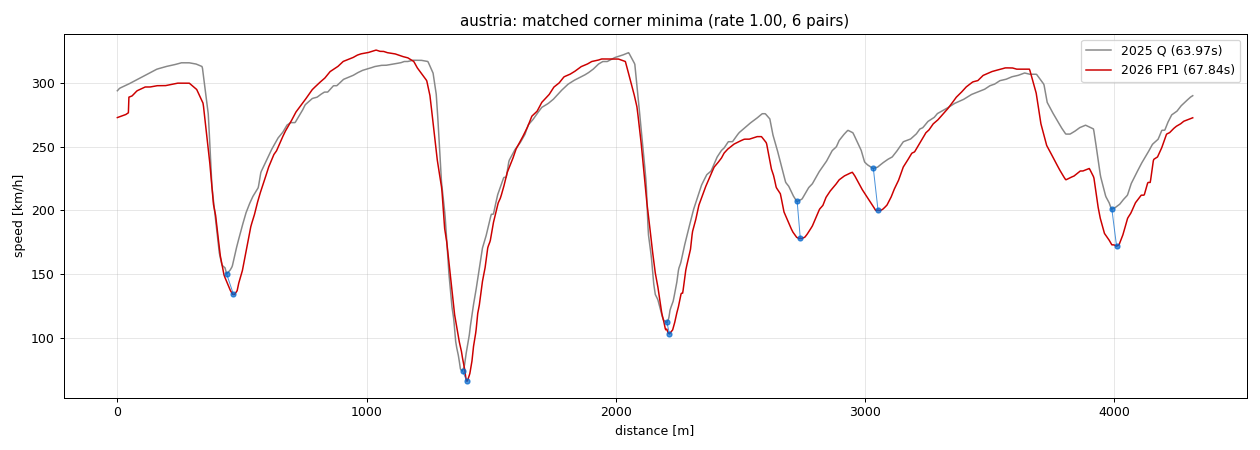 austria: matched corner minima (rate 1.00, 6 pairs)
2025 Q (63.97s)
2026 FP1 (67.84s)
speed [km/h]
300
250
200
150
100
0 1000 2000 3000 4000
distance [m]